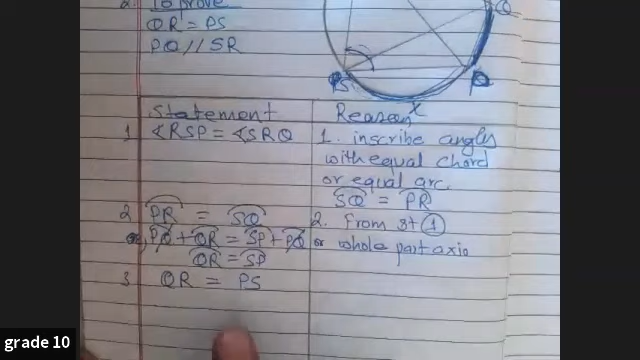 2. To prove
QR = PS
PQ // SR
Q
S
Q
Statement
Reason
1 ∢RSP = ∢SRQ
1. inscribe angles
with equal chord
or equal arc.
SQ = PR
2 PR = SQ
2. from st ①
or, PQ + QR = SP + PQ
or whole part axio
QR = SP
3 QR = PS
grade 10